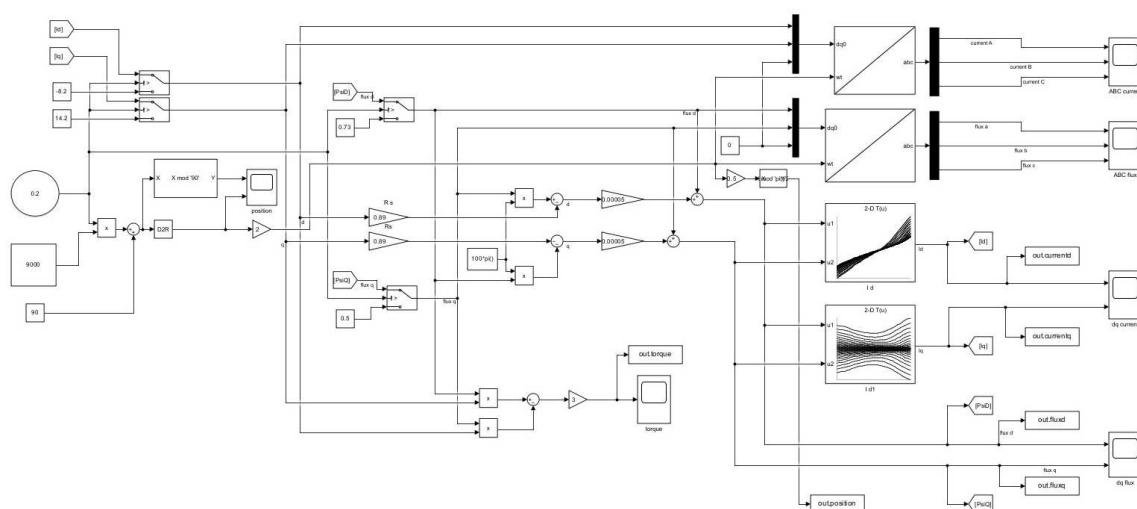 [Id]
[Iq]
-8.2
14.2
>
>
[PsiD]
flux d
>
0.73
0.2
9000
90
x
X
X mod '90'
Y
position
D2R
2
d
q
R s
0.89
Rs
0.89
100*pi()
x
x
d
q
0.00005
0.00005
[PsiQ]
flux q
>
0.5
flux q
flux d
x
x
3
out.torque
torque
0
dq0
wt
abc
current A
current B
current C
dq0
wt
abc
flux a
flux b
flux c
0.5
2-D T(u)
u1
u2
I d
Id
[Id]
out.currentd
2-D T(u)
u1
u2
I d1
Iq
[Iq]
out.currentq
dq current
[PsiD]
flux d
out.fluxd
flux q
out.fluxq
[PsiQ]
dq flux
out.position
ABC current
ABC flux